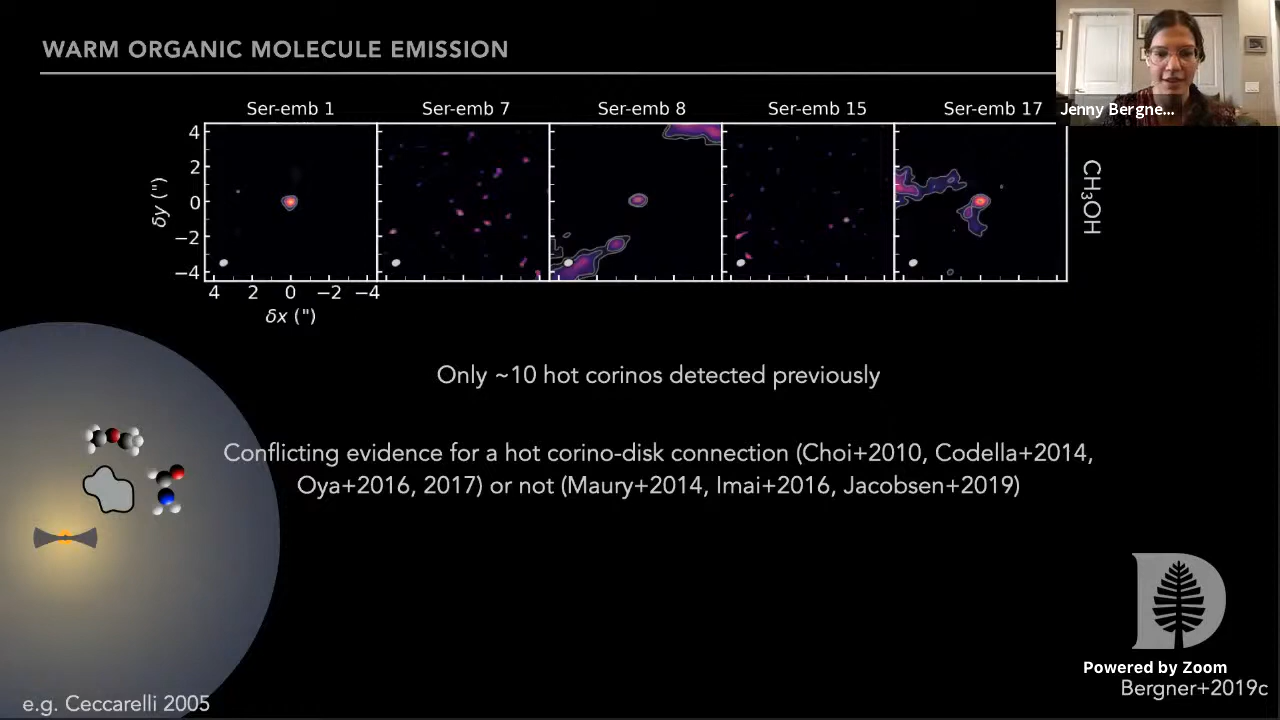 WARM ORGANIC MOLECULE EMISSION
Jenny Bergne...
Ser-emb 1 Ser-emb 7 Ser-emb 8 Ser-emb 15 Ser-emb 17
4
2
0
−2
−4
δy (")
CH₃OH
4 2 0 −2 −4
δx (")
Only ~10 hot corinos detected previously
Conflicting evidence for a hot corino-disk connection (Choi+2010, Codella+2014,
Oya+2016, 2017) or not (Maury+2014, Imai+2016, Jacobsen+2019)
D
Powered by Zoom
Bergner+2019c
e.g. Ceccarelli 2005